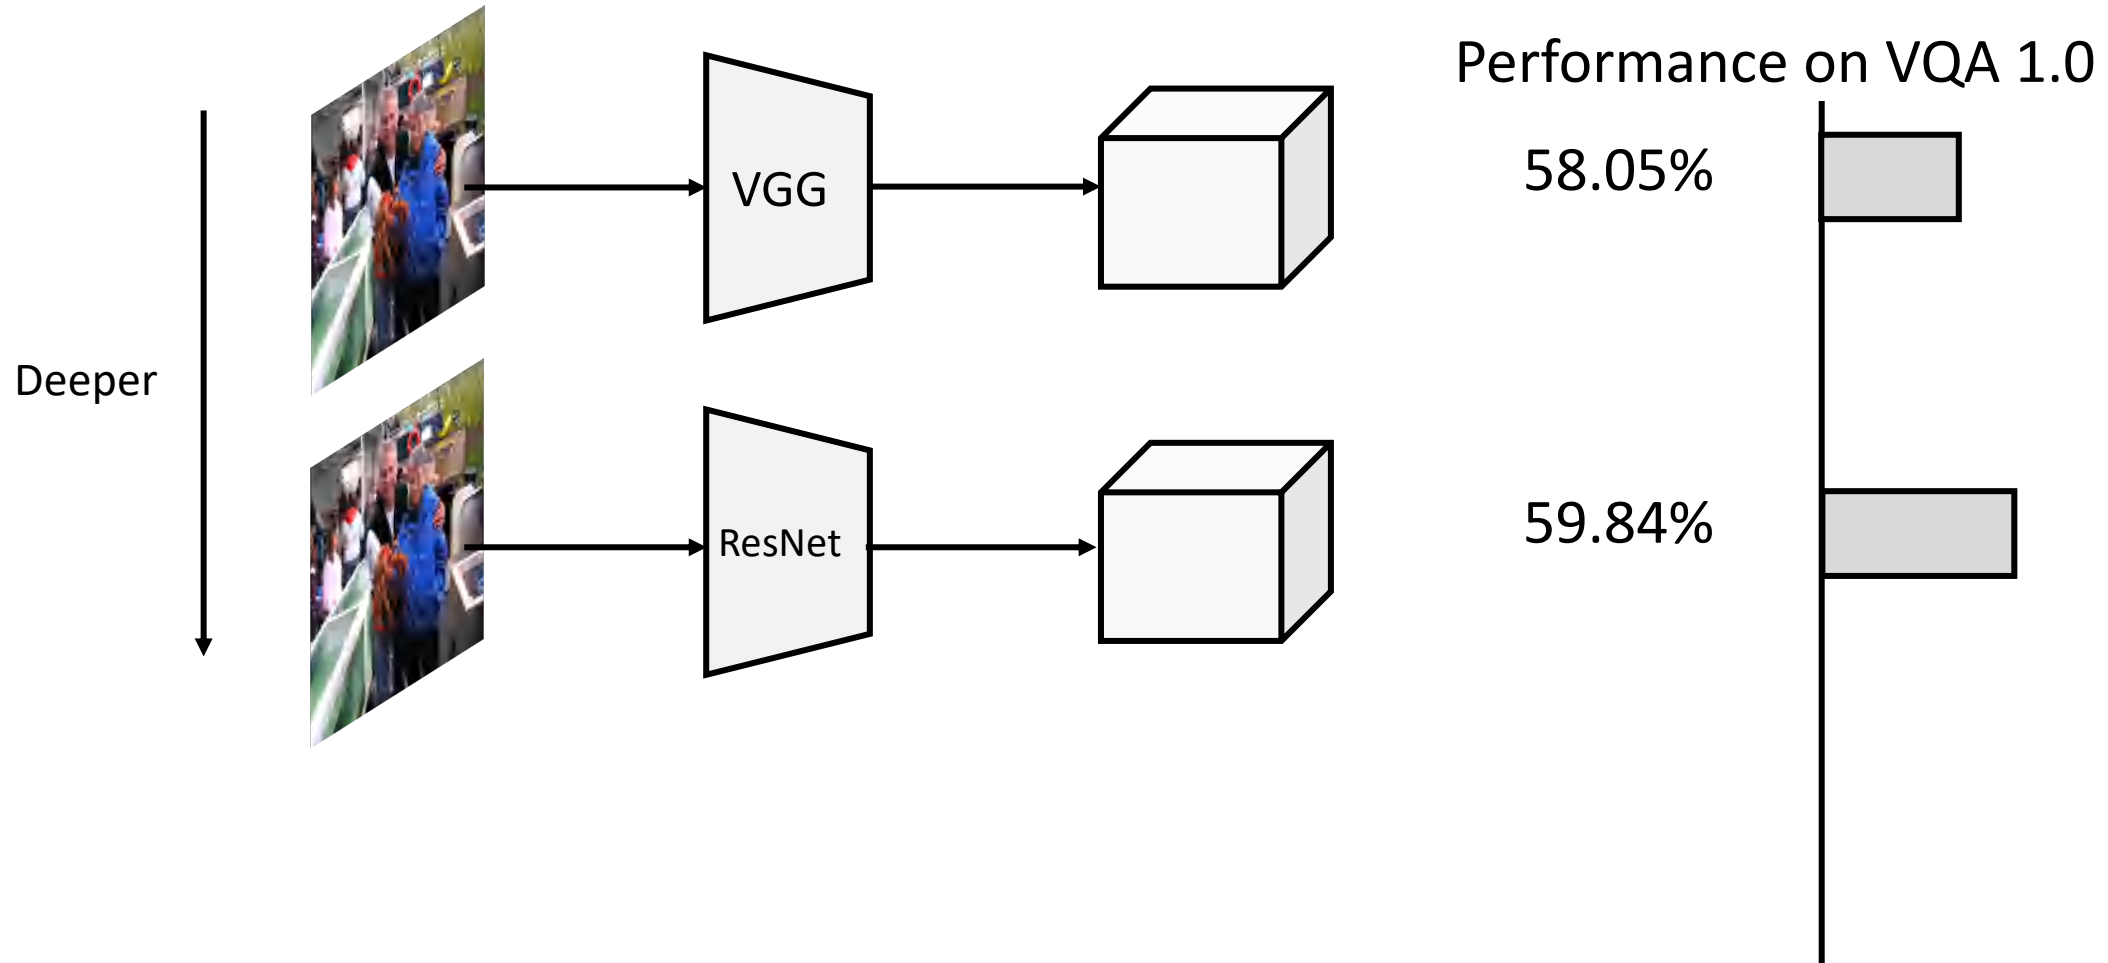 Performance on VQA 1.0
VGG
58.05%
Deeper
ResNet
59.84%